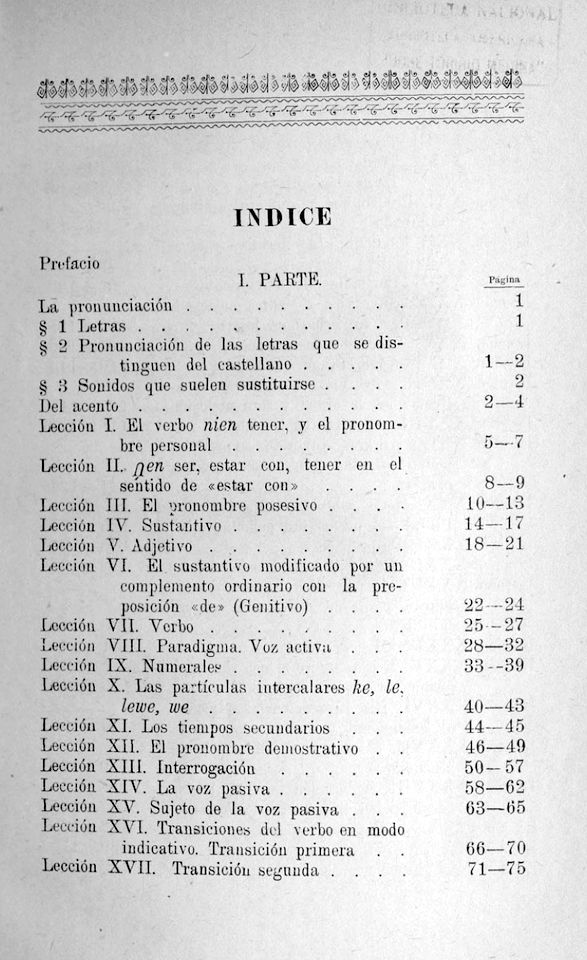 BIBLIOTECA NACIONAL
INDICE
Prefacio
I. PARTE.
Página
La pronunciación . . . . . . . . . . 1
§ 1 Letras . . . . . . . . . . . . 1
§ 2 Pronunciación de las letras que se dis-
tinguen del castellano . . . . . 1—2
§ 3 Sonidos que suelen sustituirse . . . . 2
Del acento . . . . . . . . . . . . 2—4
Lección I. El verbo nien tener, y el pronom-
bre personal . . . . . . . . 5—7
Lección II. ŋen ser, estar con, tener en el
sentido de «estar con» . . . . 8—9
Lección III. El pronombre posesivo . . . . 10—13
Lección IV. Sustantivo . . . . . . . . 14—17
Lección V. Adjetivo . . . . . . . . . 18—21
Lección VI. El sustantivo modificado por un
complemento ordinario con la pre-
posición «de» (Genitivo) . . . . 22—24
Lección VII. Verbo . . . . . . . . . 25—27
Lección VIII. Paradigma. Voz activa . . . 28—32
Lección IX. Numerales . . . . . . . . 33—39
Lección X. Las partículas intercalares ke, le,
lewe, we . . . . . . . . . 40—43
Lección XI. Los tiempos secundarios . . . 44—45
Lección XII. El pronombre demostrativo . . 46—49
Lección XIII. Interrogación . . . . . . 50—57
Lección XIV. La voz pasiva . . . . . . 58—62
Lección XV. Sujeto de la voz pasiva . . . 63—65
Lección XVI. Transiciones del verbo en modo
indicativo. Transición primera . . 66—70
Lección XVII. Transición segunda . . . . 71—75